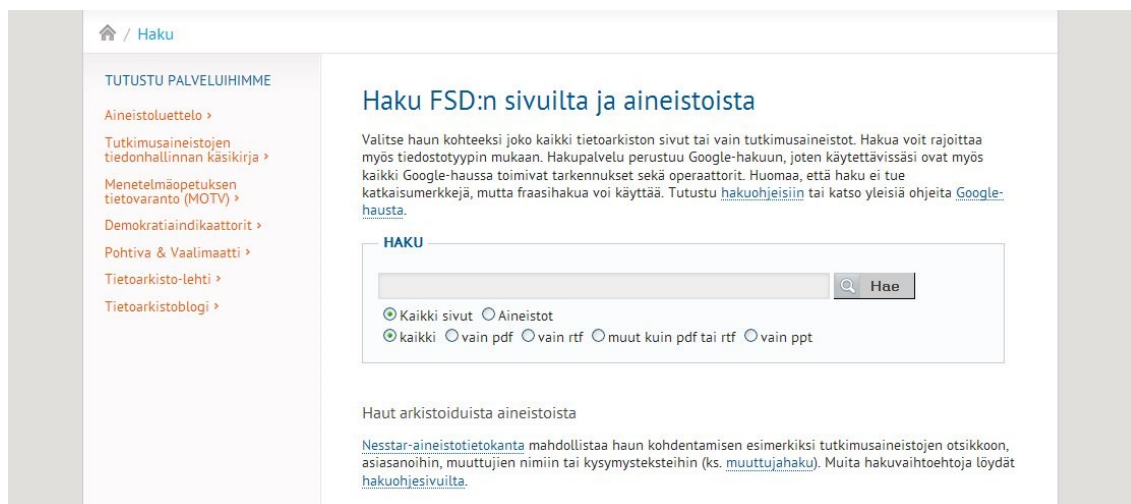 / Haku
TUTUSTU PALVELUIHIMME
Aineistoluettelo ›
Tutkimusaineistojen
tiedonhallinnan käsikirja ›
Menetelmäopetuksen
tietovaranto (MOTV) ›
Demokratiaindikaattorit ›
Pohtiva & Vaalimaatti ›
Tietoarkisto-lehti ›
Tietoarkistoblogi ›
Haku FSD:n sivuilta ja aineistoista
Valitse haun kohteeksi joko kaikki tietoarkiston sivut tai vain tutkimusaineistot. Hakua voit rajoittaa
myös tiedostotyypin mukaan. Hakupalvelu perustuu Google-hakuun, joten käytettävissäsi ovat myös
kaikki Google-haussa toimivat tarkennukset sekä operaattorit. Huomaa, että haku ei tue
katkaisumerkkejä, mutta fraasihakua voi käyttää. Tutustu hakuohjeisiin tai katso yleisiä ohjeita Google-
hausta.
HAKU
Hae
Kaikki sivut Aineistot
kaikki vain pdf vain rtf muut kuin pdf tai rtf vain ppt
Haut arkistoiduista aineistoista
Nesstar-aineistotietokanta mahdollistaa haun kohdentamisen esimerkiksi tutkimusaineistojen otsikkoon,
asiasanoihin, muuttujien nimiin tai kysymysteksteihin (ks. muuttujahaku). Muita hakuvaihtoehtoja löydät
hakuohjesivuilta.